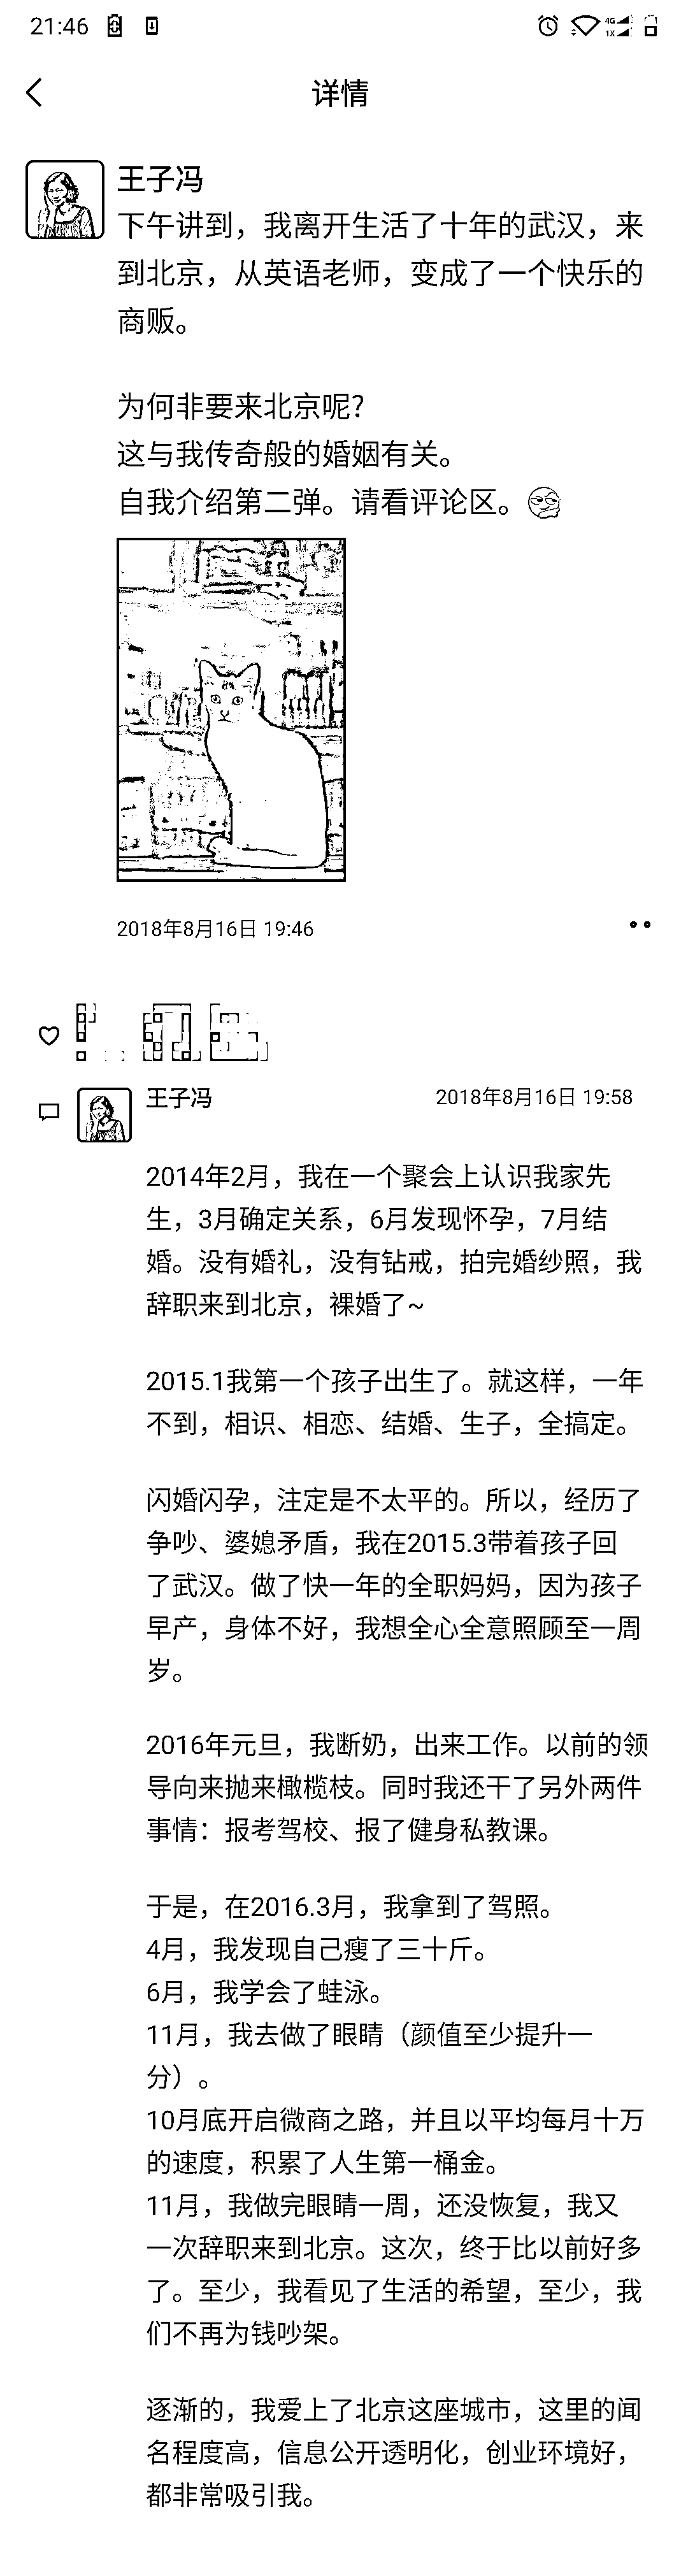 21:46
4G
1X
详情
王子冯
下午讲到，我离开生活了十年的武汉，来
到北京，从英语老师，变成了一个快乐的
商贩。
为何非要来北京呢？
这与我传奇般的婚姻有关。
自我介绍第二弹。请看评论区。
2018年8月16日 19:46
王子冯
2018年8月16日 19:58
2014年2月，我在一个聚会上认识我家先
生，3月确定关系，6月发现怀孕，7月结
婚。没有婚礼，没有钻戒，拍完婚纱照，我
辞职来到北京，裸婚了~
2015.1我第一个孩子出生了。就这样，一年
不到，相识、相恋、结婚、生子，全搞定。
闪婚闪孕，注定是不太平的。所以，经历了
争吵、婆媳矛盾，我在2015.3带着孩子回
了武汉。做了快一年的全职妈妈，因为孩子
早产，身体不好，我想全心全意照顾至一周
岁。
2016年元旦，我断奶，出来工作。以前的领
导向来抛来橄榄枝。同时我还干了另外两件
事情：报考驾校、报了健身私教课。
于是，在2016.3月，我拿到了驾照。
4月，我发现自己瘦了三十斤。
6月，我学会了蛙泳。
11月，我去做了眼睛（颜值至少提升一
分）。
10月底开启微商之路，并且以平均每月十万
的速度，积累了人生第一桶金。
11月，我做完眼睛一周，还没恢复，我又
一次辞职来到北京。这次，终于比以前好多
了。至少，我看见了生活的希望，至少，我
们不再为钱吵架。
逐渐的，我爱上了北京这座城市，这里的闻
名程度高，信息公开透明化，创业环境好，
都非常吸引我。